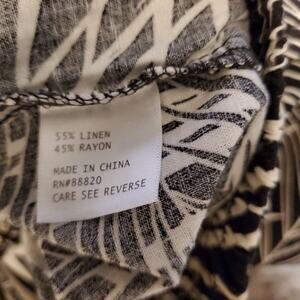 55% LINEN
45% RAYON
MADE IN CHINA
RN#88820
CARE SEE REVERSE